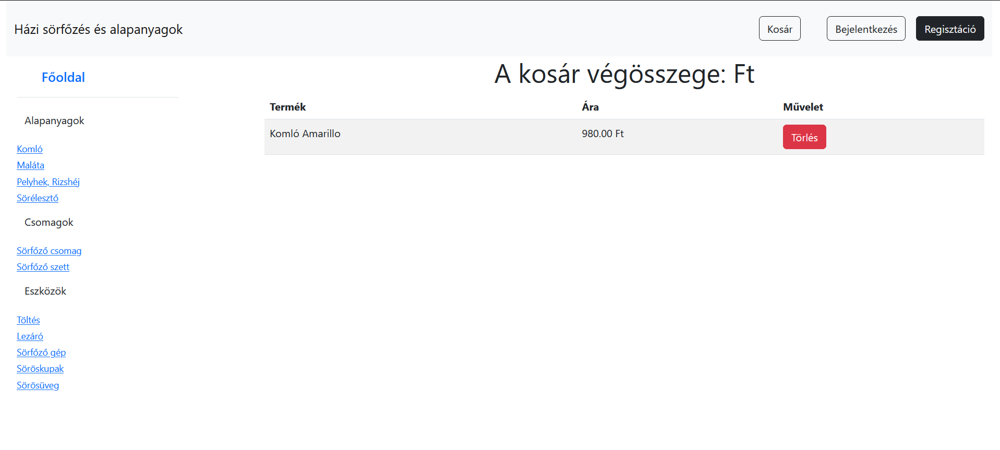 Házi sörfőzés és alapanyagok
Kosár
Bejelentkezés
Regisztáció
Főoldal
Alapanyagok
Komló
Maláta
Pelyhek, Rizshéj
Sörélesztő
Csomagok
Sörfőző csomag
Sörfőző szett
Eszközök
Töltés
Lezáró
Sörfőző gép
Söröskupak
Sörösüveg
A kosár végösszege: Ft
Termék Ára Művelet
Komló Amarillo 980.00 Ft Törlés